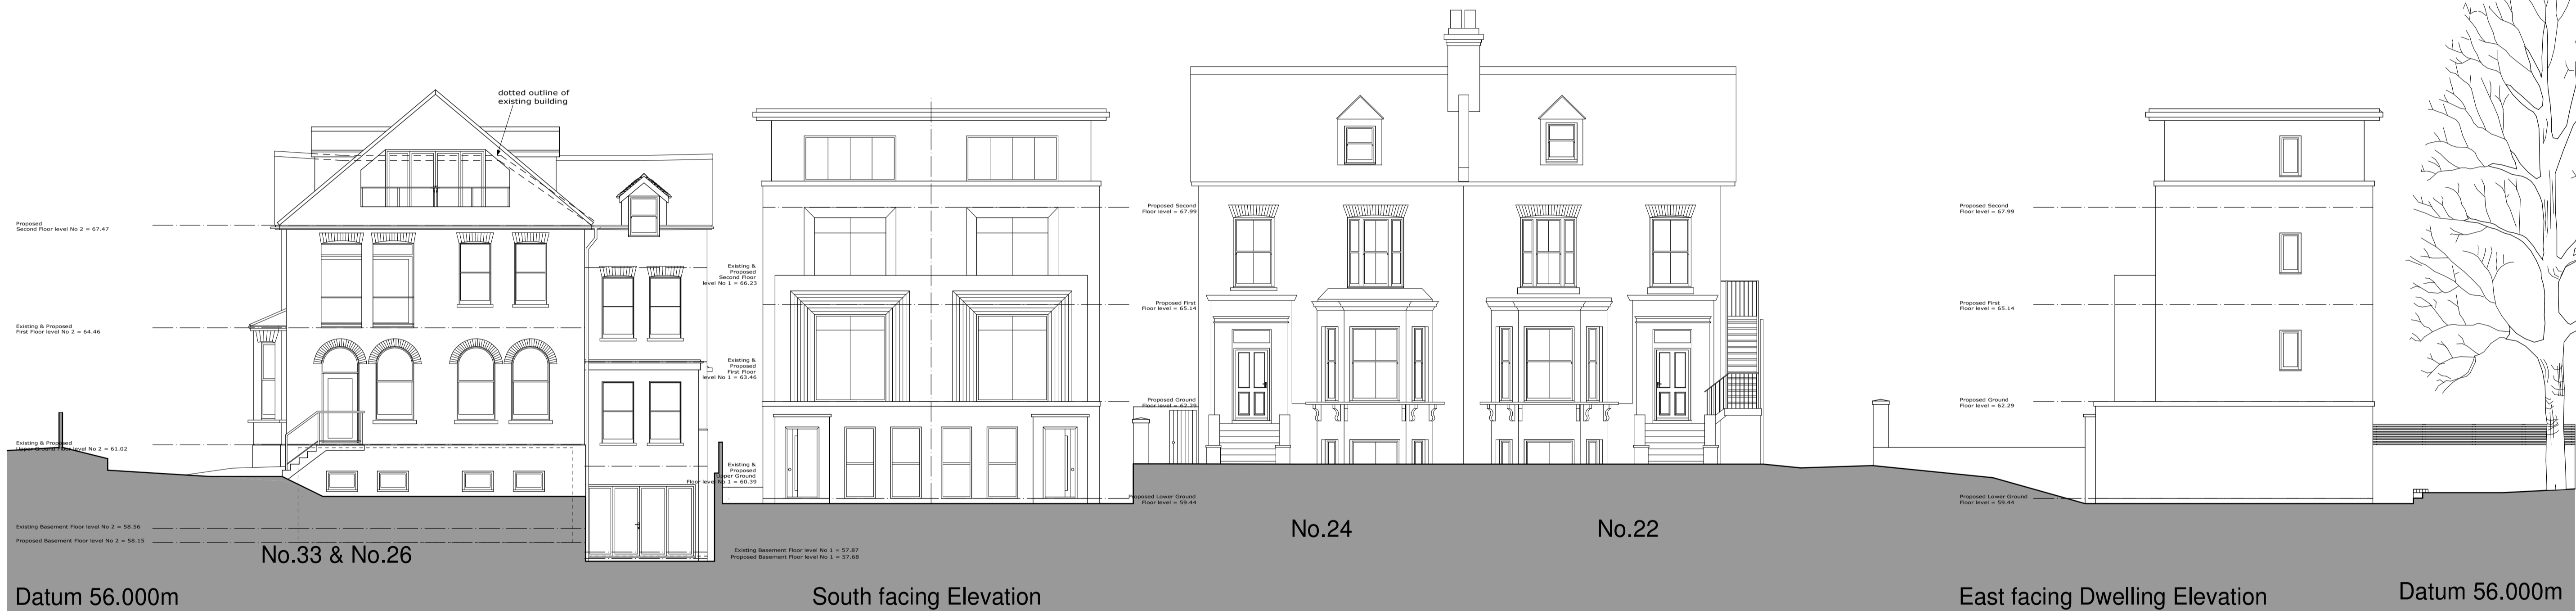 dotted outline of
existing building
Proposed
Second Floor level No 2 = 67.47
Existing & Proposed
First Floor level No 2 = 64.46
Existing & Proposed
Upper Ground Floor level No 2 = 61.02
Existing Basement Floor level No 2 = 58.56
Proposed Basement Floor level No 2 = 58.15
No.33 & No.26
Datum 56.000m
Existing &
Proposed
Second Floor
level No 1 = 66.23
Existing &
Proposed
First Floor
level No 1 = 63.46
Existing &
Proposed
Upper Ground
Floor level No 1 = 60.39
Existing Basement Floor level No 1 = 57.87
Proposed Basement Floor level No 1 = 57.68
South facing Elevation
Proposed Second
Floor level = 67.99
Proposed First
Floor level = 65.14
Proposed Ground
Floor level = 62.29
Proposed Lower Ground
Floor level = 59.44
No.24
No.22
Proposed Second
Floor level = 67.99
Proposed First
Floor level = 65.14
Proposed Ground
Floor level = 62.29
Proposed Lower Ground
Floor level = 59.44
East facing Dwelling Elevation
Datum 56.000m